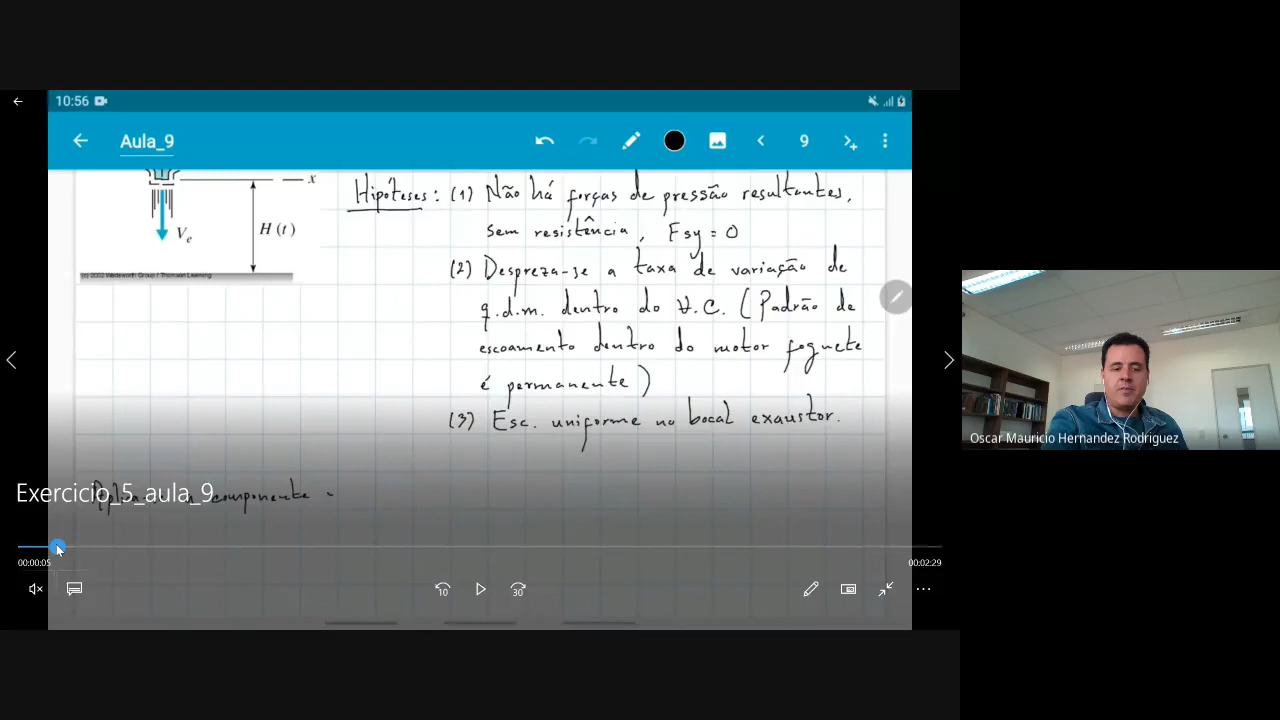 10:56
Aula_9
9
x
V_e
H (t)
(c) 2002 Wadsworth Group / Thomson Learning
Hipóteses: (1) Não há forças de pressão resultantes,
sem resistência, Fsy = 0
(2) Despreza-se a taxa de variação de
q.d.m. dentro do V.C. (Padrão de
escoamento dentro do motor foguete
é permanente)
(3) Esc. uniforme no bocal exaustor.
componente
Exercicio_5_aula_9
00:00:05
00:02:29
10
30
Oscar Mauricio Hernandez Rodriguez